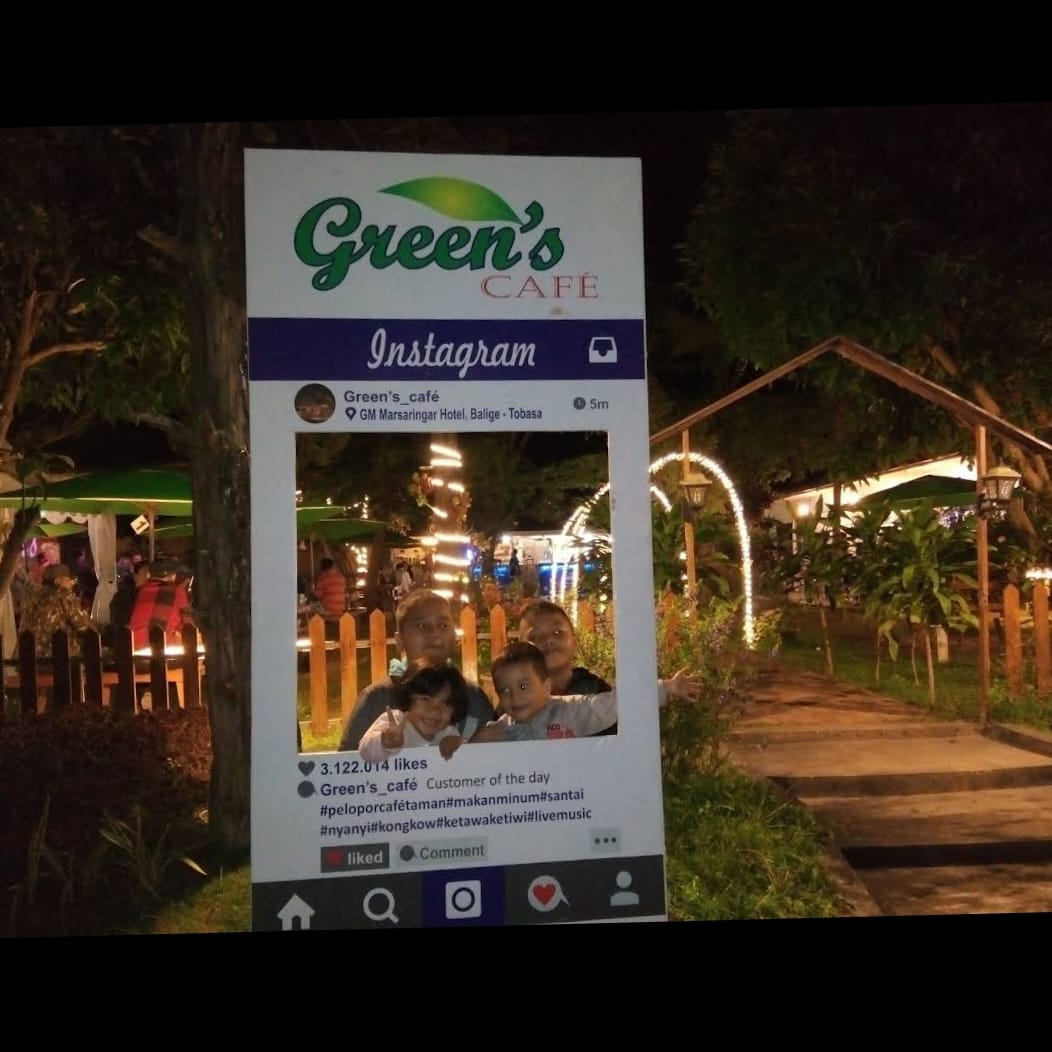 Green's
CAFÉ
Instagram
Green's_café
GM Marsaringar Hotel, Balige - Tobasa
5m
3.122.014 likes
Green's_café Customer of the day
#peloporcafétaman#makanminum#santai
#nyanyi#kongkow#ketawaketiwi#livemusic
liked Comment